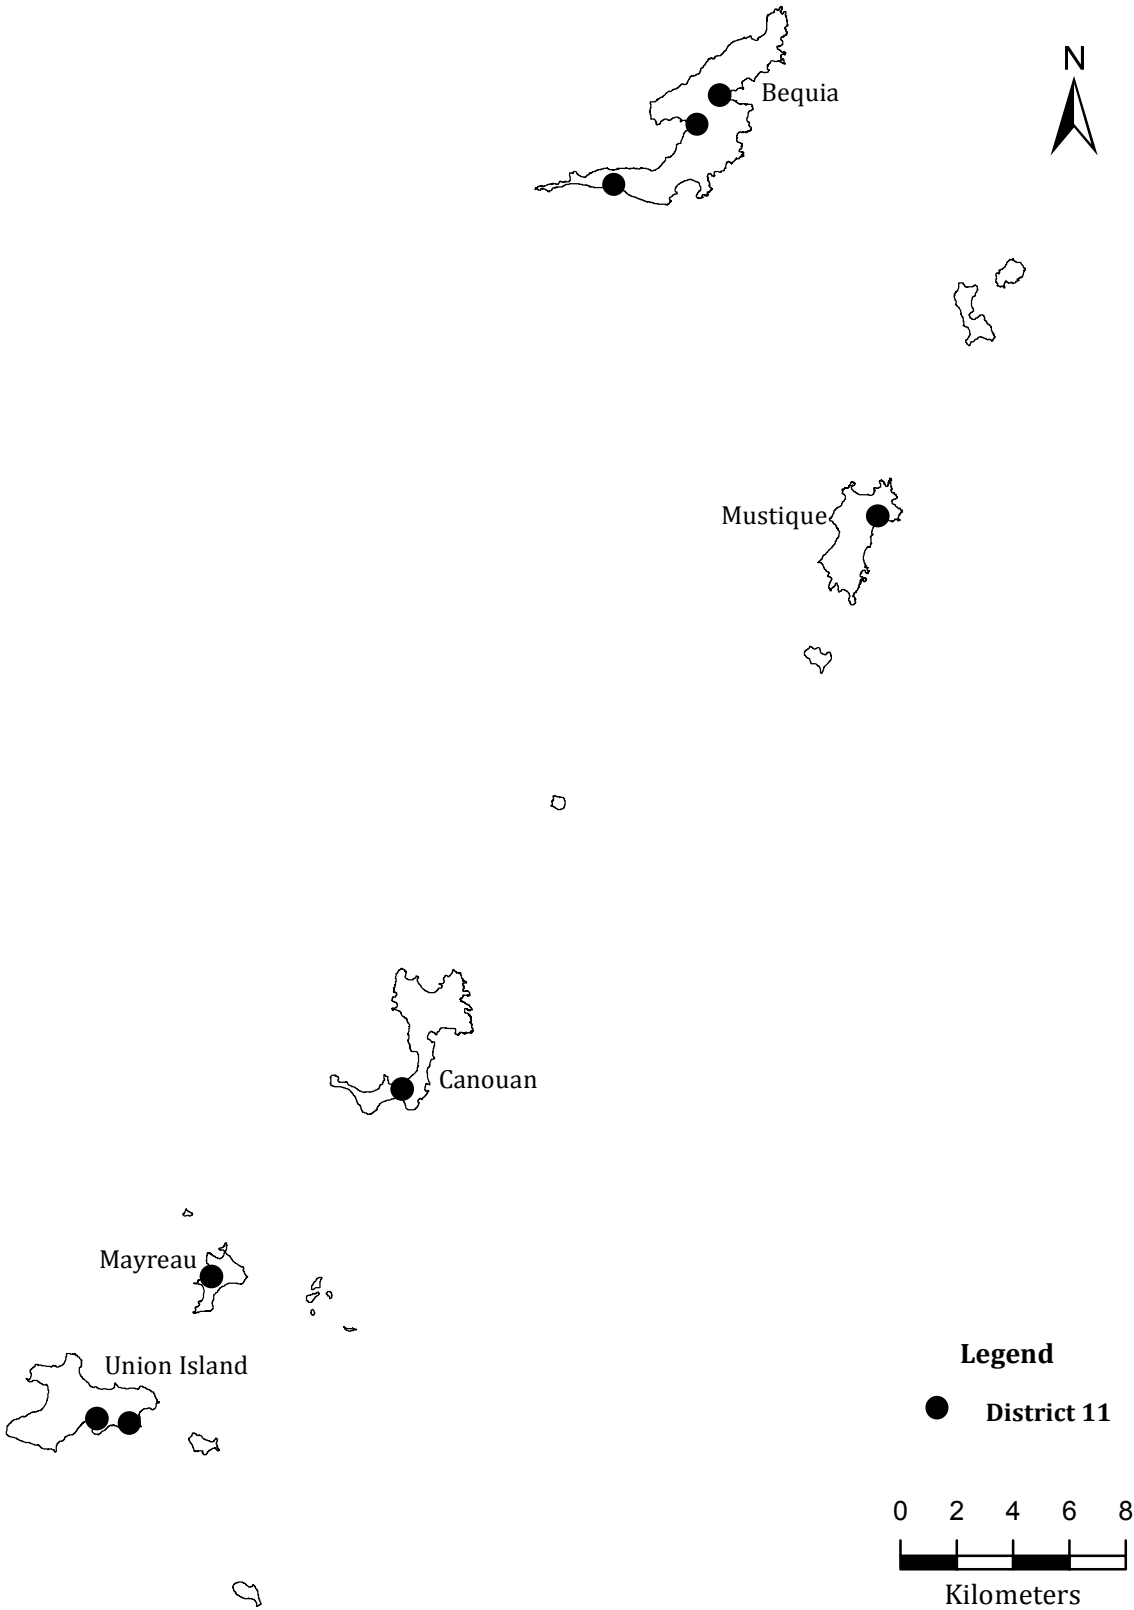 N
Bequia
Mustique
Canouan
Mayreau
Union Island
Legend
District 11
0 2 4 6 8
Kilometers